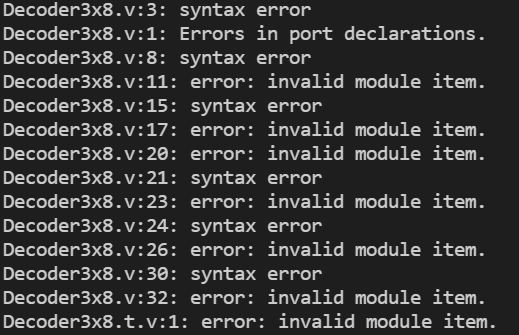 Decoder3x8.v:3: syntax error
Decoder3x8.v:1: Errors in port declarations.
Decoder3x8.v:8: syntax error
Decoder3x8.v:11: error: invalid module item.
Decoder3x8.v:15: syntax error
Decoder3x8.v:17: error: invalid module item.
Decoder3x8.v:20: error: invalid module item.
Decoder3x8.v:21: syntax error
Decoder3x8.v:23: error: invalid module item.
Decoder3x8.v:24: syntax error
Decoder3x8.v:26: error: invalid module item.
Decoder3x8.v:30: syntax error
Decoder3x8.v:32: error: invalid module item.
Decoder3x8.t.v:1: error: invalid module item.